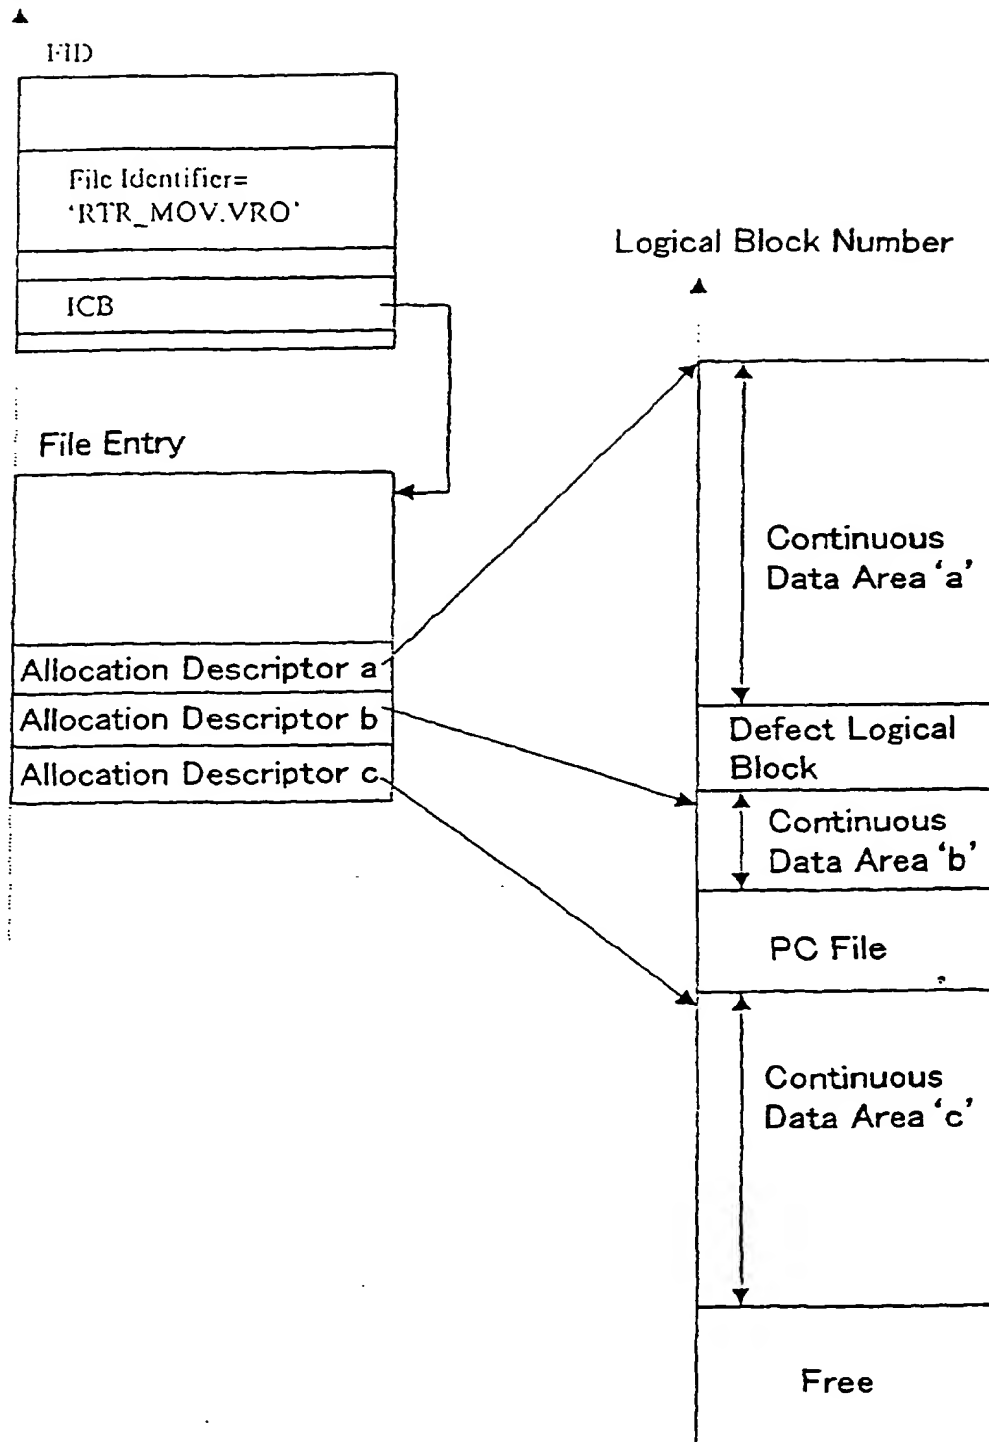 FID
File Identifier=
‘RTR_MOV.VRO’
ICB
File Entry
Allocation Descriptor a
Allocation Descriptor b
Allocation Descriptor c
Logical Block Number
Continuous
Data Area ‘a’
Defect Logical
Block
Continuous
Data Area ‘b’
PC File
Continuous
Data Area ‘c’
Free